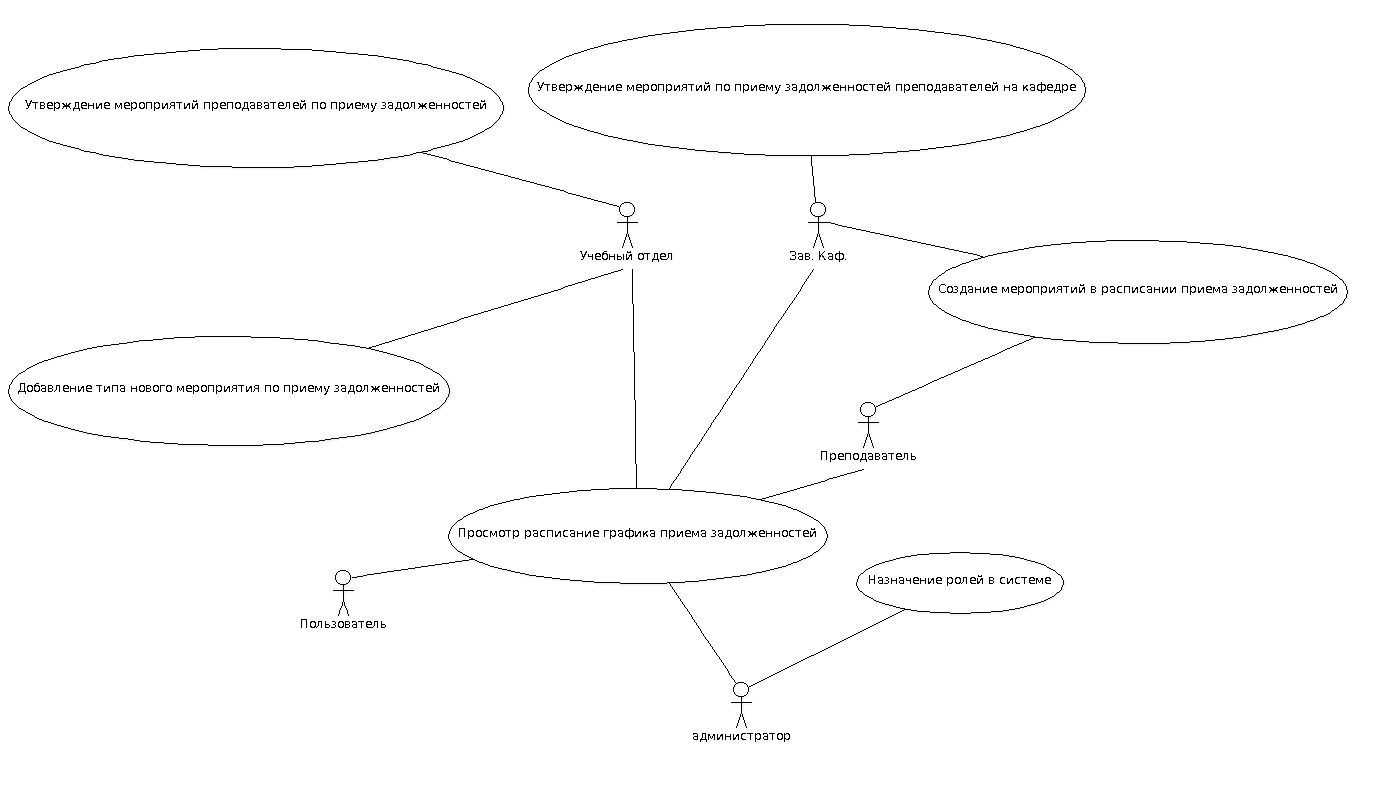 Утверждение мероприятий по приему задолженностей преподавателей на кафедре
Утверждение мероприятий преподавателей по приему задолженностей
Учебный отдел
Зав. Каф.
Создание мероприятий в расписании приема задолженностей
Добавление типа нового мероприятия по приему задолженностей
Преподаватель
Просмотр расписание графика приема задолженностей
Назначение ролей в системе
Пользователь
администратор